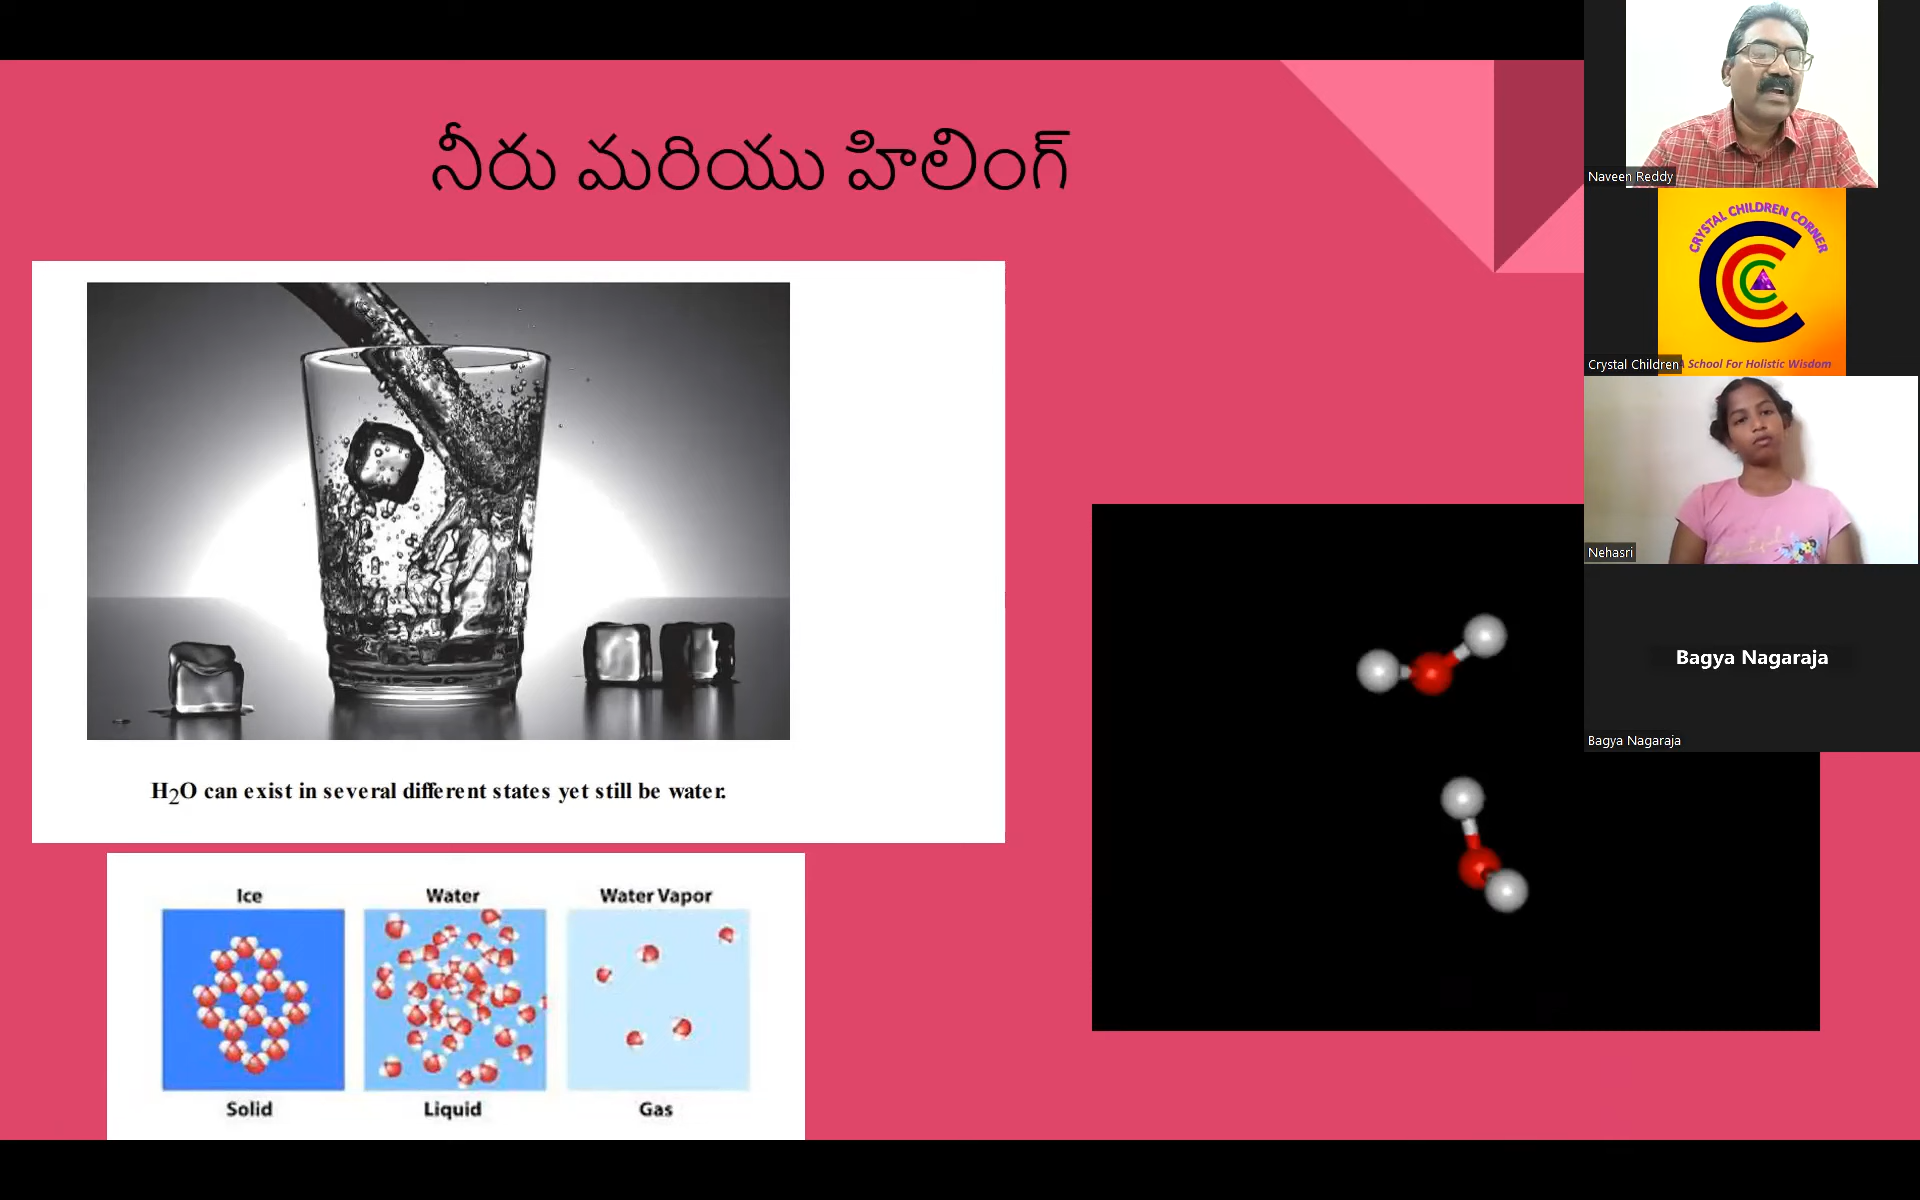 నీరు మరియు హిలింగ్
H2O can exist in several different states yet still be water.
Ice
Water
Water Vapor
Solid
Liquid
Gas
Naveen Reddy
CRYSTAL CHILDREN CORNER
A School For Holistic Wisdom
Crystal Children
Nehasri
Bagya Nagaraja
Bagya Nagaraja